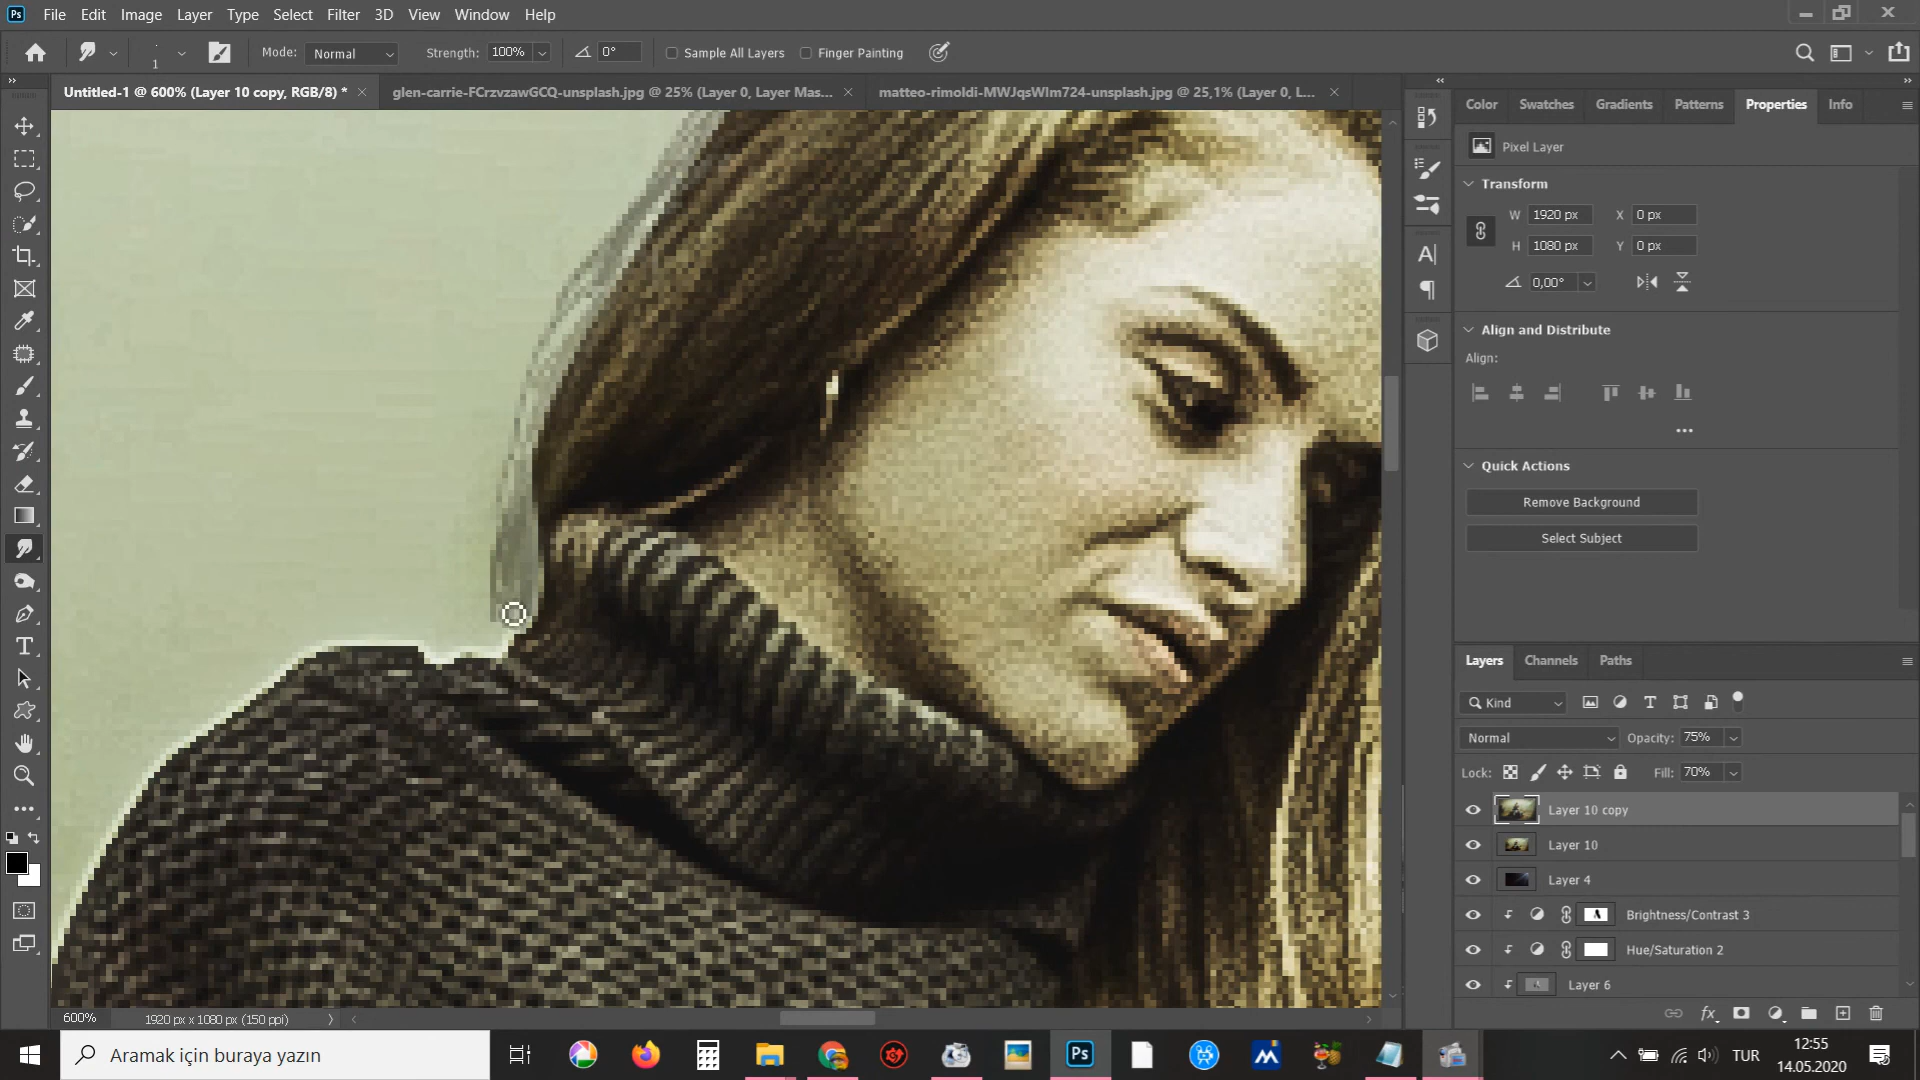 File Edit Image Layer Type Select Filter 3D View Window Help
1 Mode: Normal Strength: 100% 0° Sample All Layers Finger Painting
Untitled-1 @ 600% (Layer 10 copy, RGB/8) * glen-carrie-FCrzvzawGCQ-unsplash.jpg @ 25% (Layer 0, Layer Mas... matteo-rimoldi-MWJqsWIm724-unsplash.jpg @ 25,1% (Layer 0, L...
Color Swatches Gradients Patterns Properties Info
Pixel Layer
Transform
W 1920 px X 0 px
H 1080 px Y 0 px
0,00°
Align and Distribute
Align:
Quick Actions
Remove Background
Select Subject
Layers Channels Paths
Kind
Normal Opacity: 75%
Lock: Fill: 70%
Layer 10 copy
Layer 10
Layer 4
Brightness/Contrast 3
Hue/Saturation 2
Layer 6
600% 1920 px x 1080 px (150 ppi)
Aramak için buraya yazın
Ps
TUR
12:55
14.05.2020